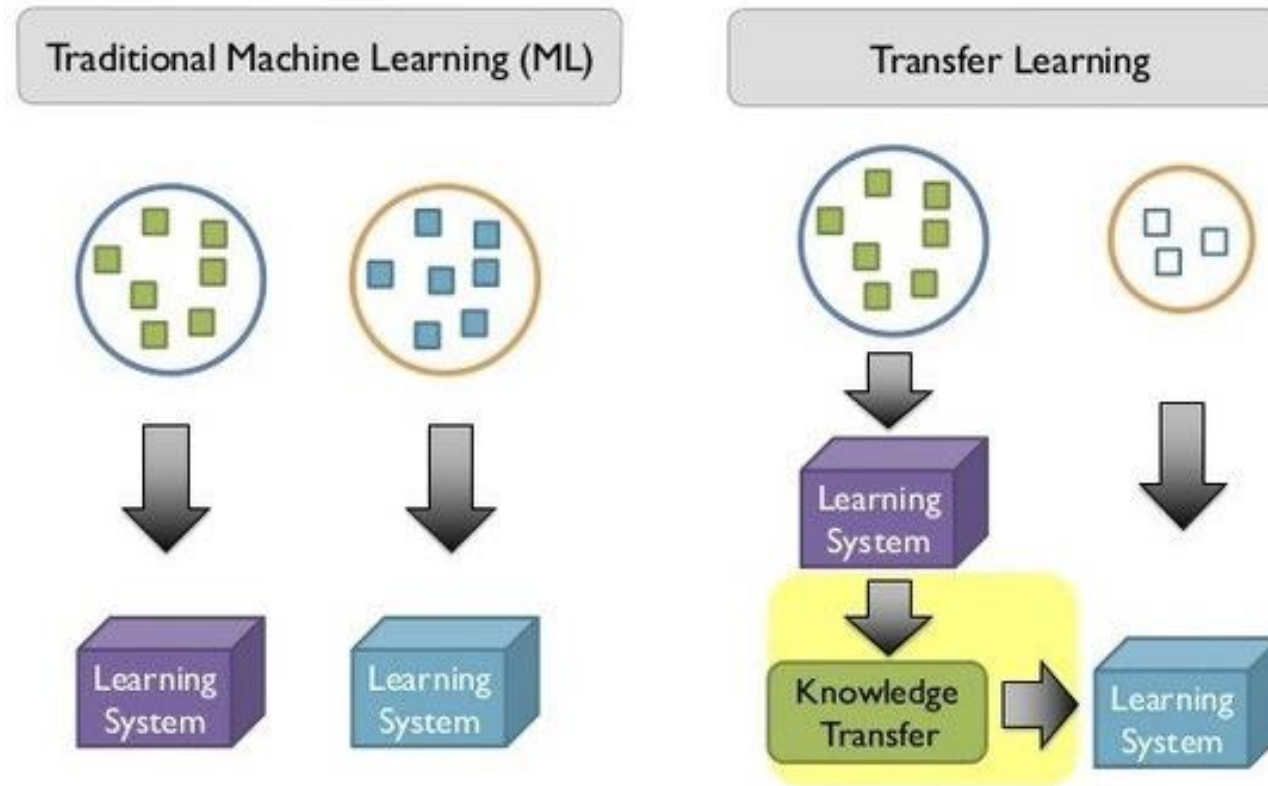 Traditional Machine Learning (ML)
Transfer Learning
Learning
System
Learning
System
Learning
System
Knowledge
Transfer
Learning
System